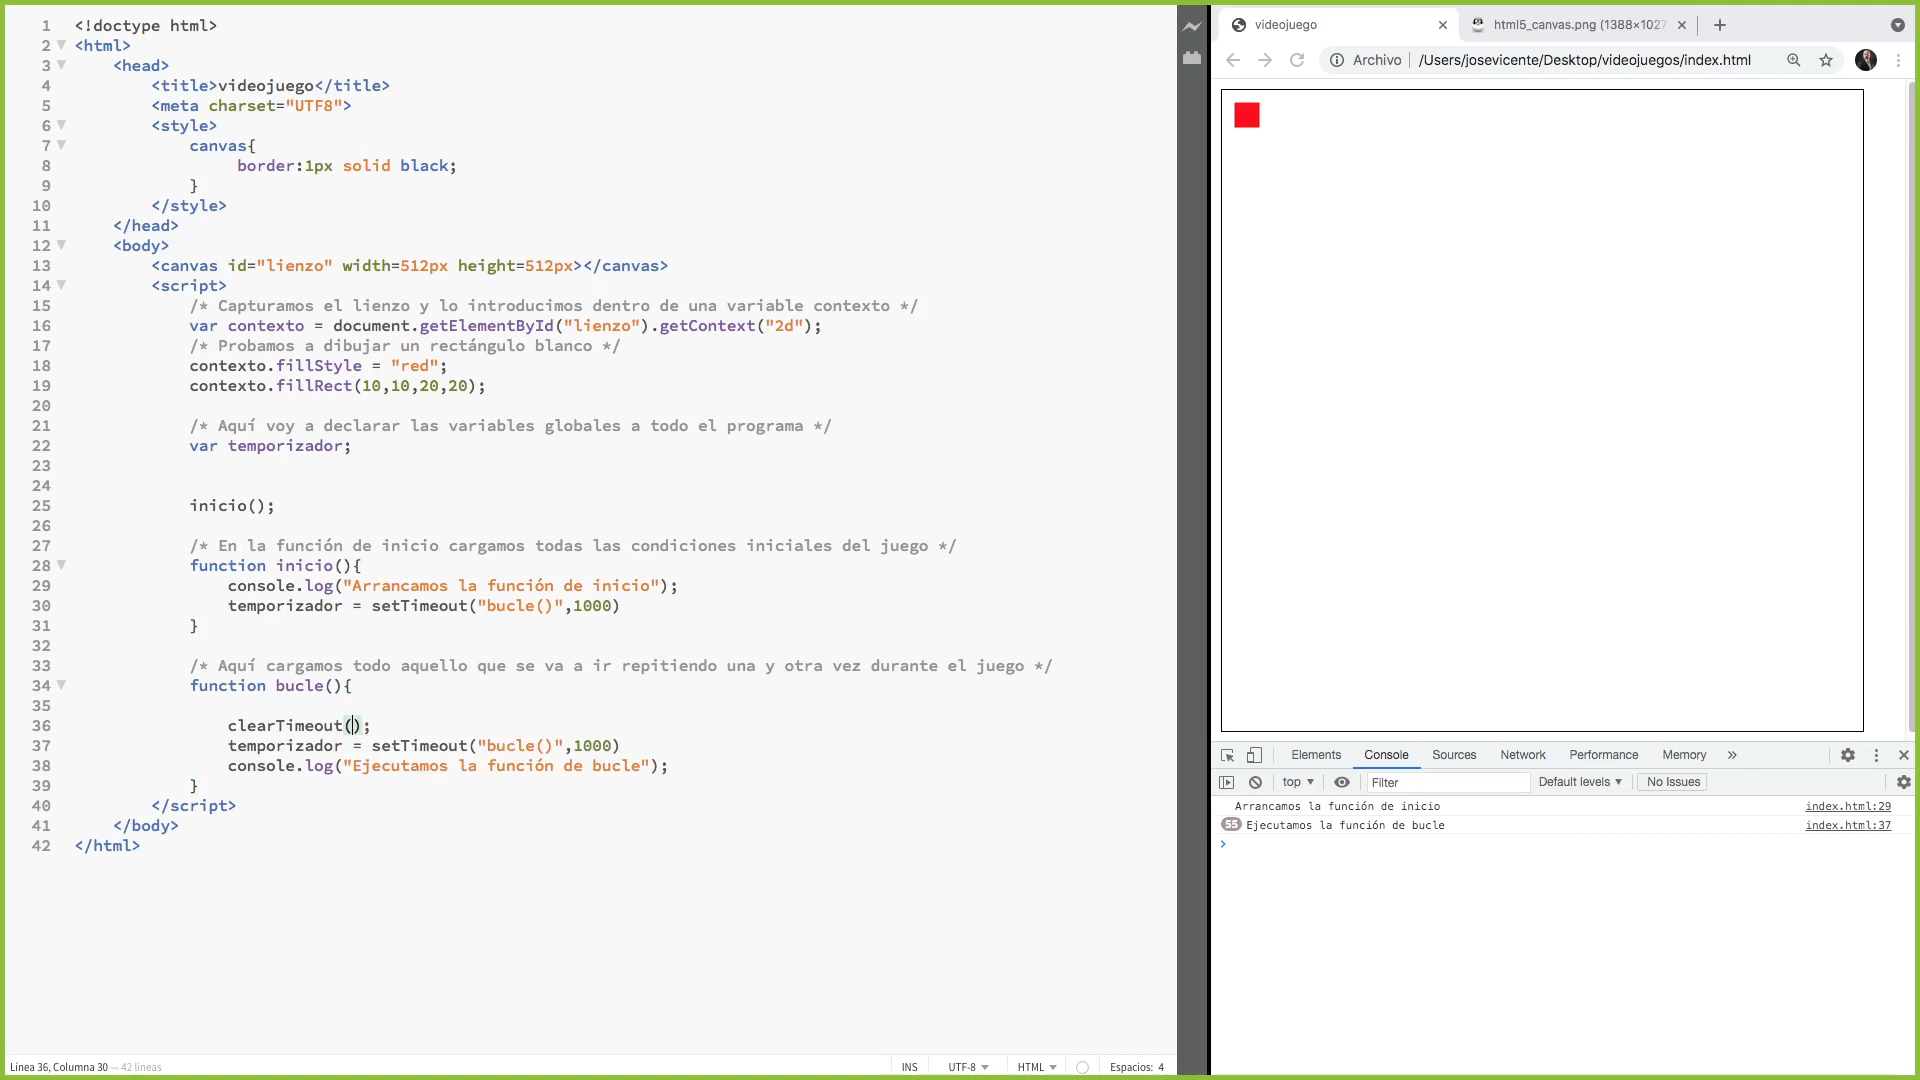 1 <!doctype html>
2 <html>
3 <head>
4 <title>videojuego</title>
5 <meta charset="UTF8">
6 <style>
7 canvas{
8 border:1px solid black;
9 }
10 </style>
11 </head>
12 <body>
13 <canvas id="lienzo" width=512px height=512px></canvas>
14 <script>
15 /* Capturamos el lienzo y lo introducimos dentro de una variable contexto */
16 var contexto = document.getElementById("lienzo").getContext("2d");
17 /* Probamos a dibujar un rectángulo blanco */
18 contexto.fillStyle = "red";
19 contexto.fillRect(10,10,20,20);
20
21 /* Aquí voy a declarar las variables globales a todo el programa */
22 var temporizador;
23
24
25 inicio();
26
27 /* En la función de inicio cargamos todas las condiciones iniciales del juego */
28 function inicio(){
29 console.log("Arrancamos la función de inicio");
30 temporizador = setTimeout("bucle()",1000)
31 }
32
33 /* Aquí cargamos todo aquello que se va a ir repitiendo una y otra vez durante el juego */
34 function bucle(){
35
36 clearTimeout();
37 temporizador = setTimeout("bucle()",1000)
38 console.log("Ejecutamos la función de bucle");
39 }
40 </script>
41 </body>
42 </html>
Línea 36, Columna 30 — 42 líneas
INS UTF-8 HTML Espacios: 4
videojuego
html5_canvas.png (1388×1027
Archivo /Users/josevicente/Desktop/videojuegos/index.html
Elements Console Sources Network Performance Memory »
top Filter Default levels No Issues
Arrancamos la función de inicio index.html:29
55 Ejecutamos la función de bucle index.html:37
>